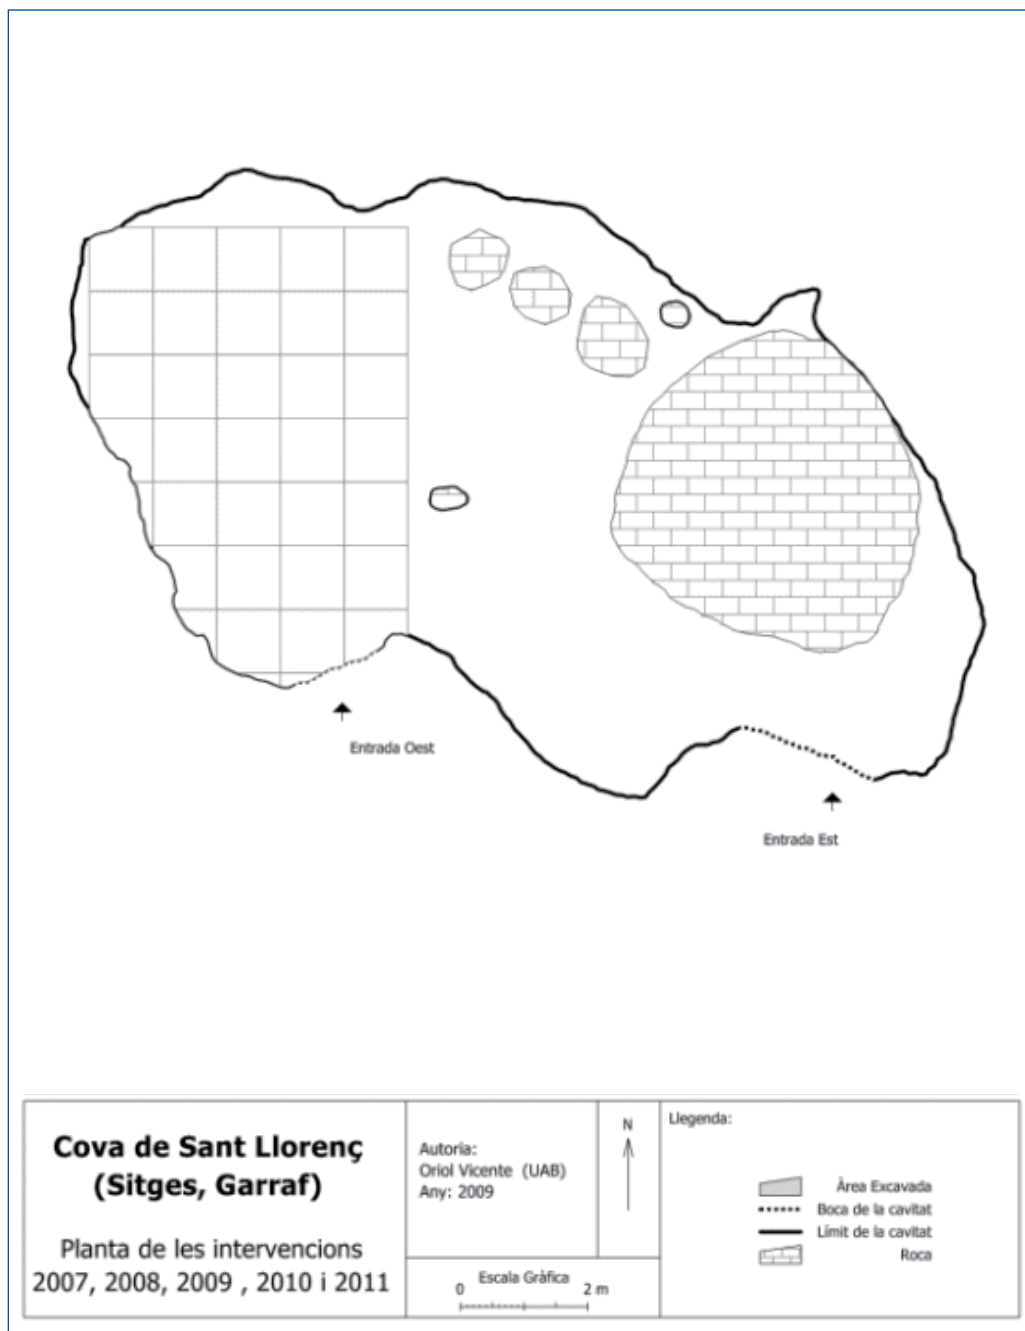 Entrada Oest
Entrada Est
Cova de Sant Llorenç
(Sitges, Garraf)
Planta de les intervencions
2007, 2008, 2009 , 2010 i 2011
Autoria:
Oriol Vicente (UAB)
Any: 2009
Escala Gràfica
0 2 m
N
Llegenda:
Àrea Excavada
Boca de la cavitat
Límit de la cavitat
Roca